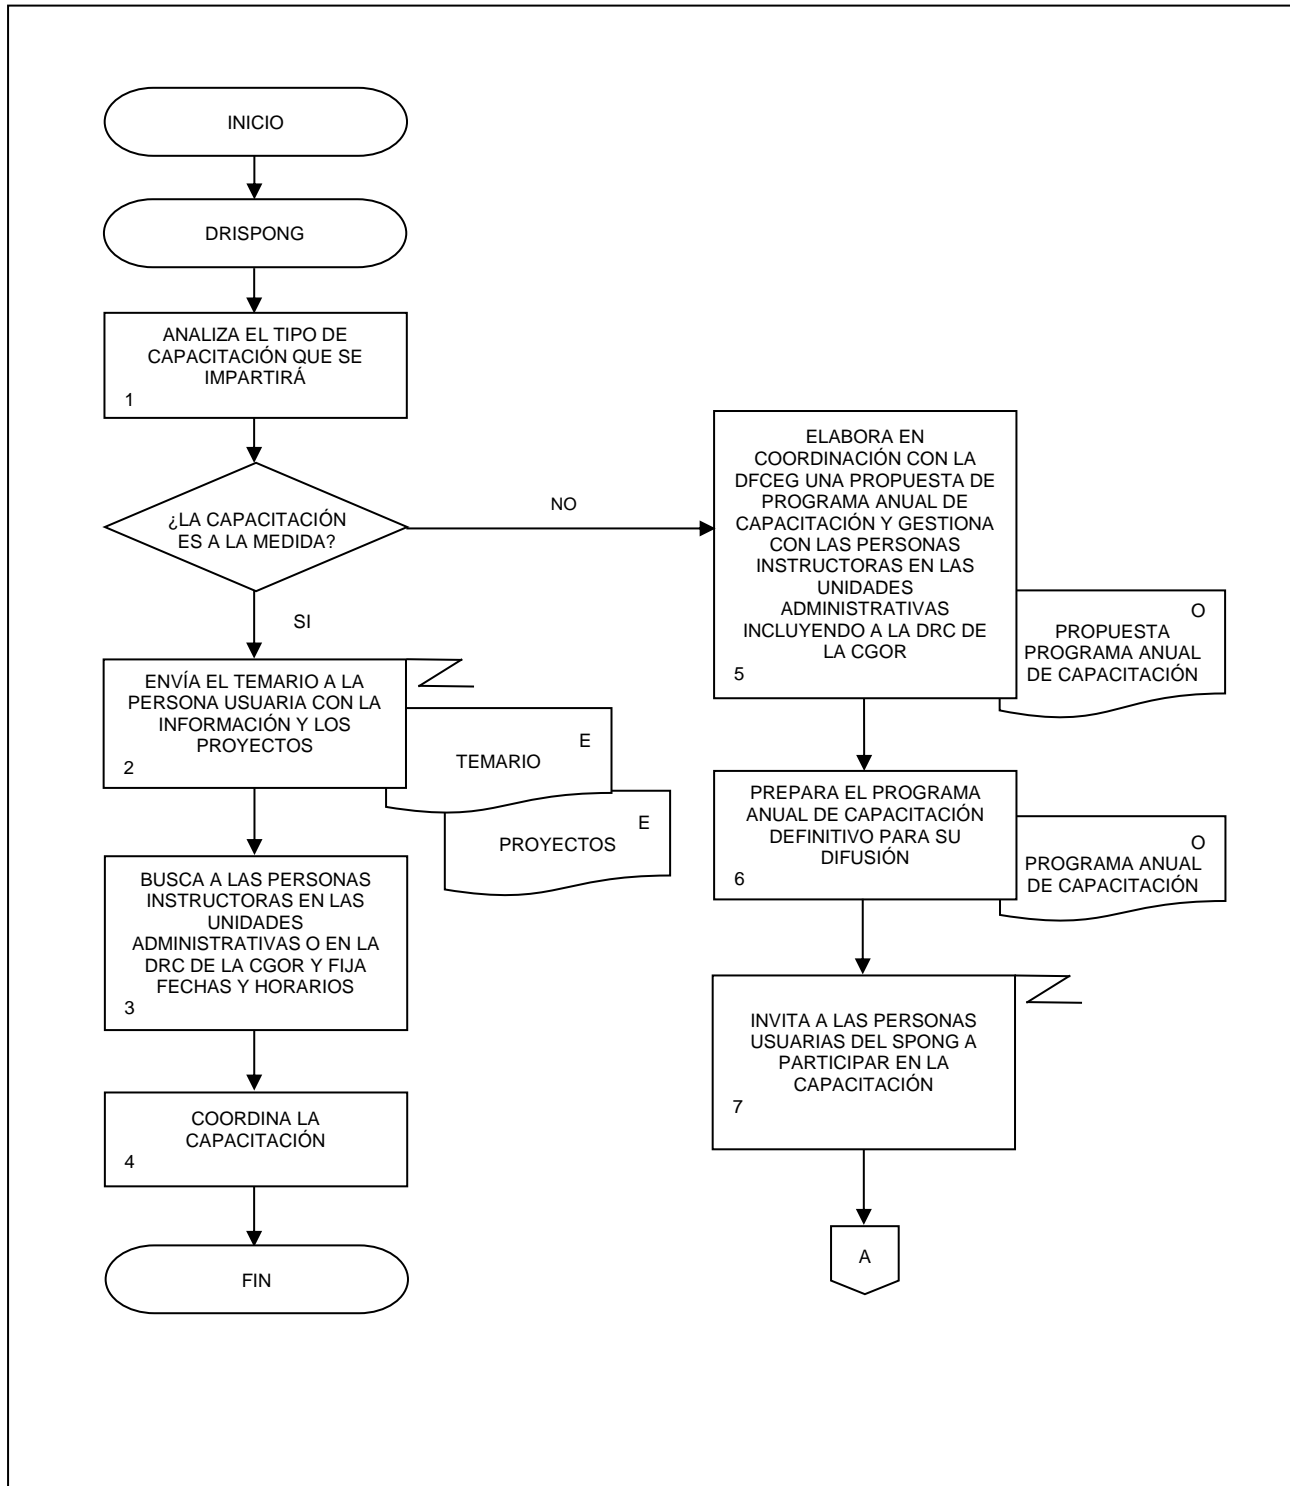 INICIO
DRISPONG
ANALIZA EL TIPO DE
CAPACITACIÓN QUE SE
IMPARTIRÁ
1
¿LA CAPACITACIÓN
ES A LA MEDIDA?
NO
SI
ENVÍA EL TEMARIO A LA
PERSONA USUARIA CON LA
INFORMACIÓN Y LOS
PROYECTOS
2
E
TEMARIO
E
PROYECTOS
BUSCA A LAS PERSONAS
INSTRUCTORAS EN LAS
UNIDADES
ADMINISTRATIVAS O EN LA
DRC DE LA CGOR Y FIJA
FECHAS Y HORARIOS
3
COORDINA LA
CAPACITACIÓN
4
FIN
ELABORA EN
COORDINACIÓN CON LA
DFCEG UNA PROPUESTA DE
PROGRAMA ANUAL DE
CAPACITACIÓN Y GESTIONA
CON LAS PERSONAS
INSTRUCTORAS EN LAS
UNIDADES
ADMINISTRATIVAS
INCLUYENDO A LA DRC DE
LA CGOR
5
O
PROPUESTA
PROGRAMA ANUAL
DE CAPACITACIÓN
PREPARA EL PROGRAMA
ANUAL DE CAPACITACIÓN
DEFINITIVO PARA SU
DIFUSIÓN
6
O
PROGRAMA ANUAL
DE CAPACITACIÓN
INVITA A LAS PERSONAS
USUARIAS DEL SPONG A
PARTICIPAR EN LA
CAPACITACIÓN
7
A